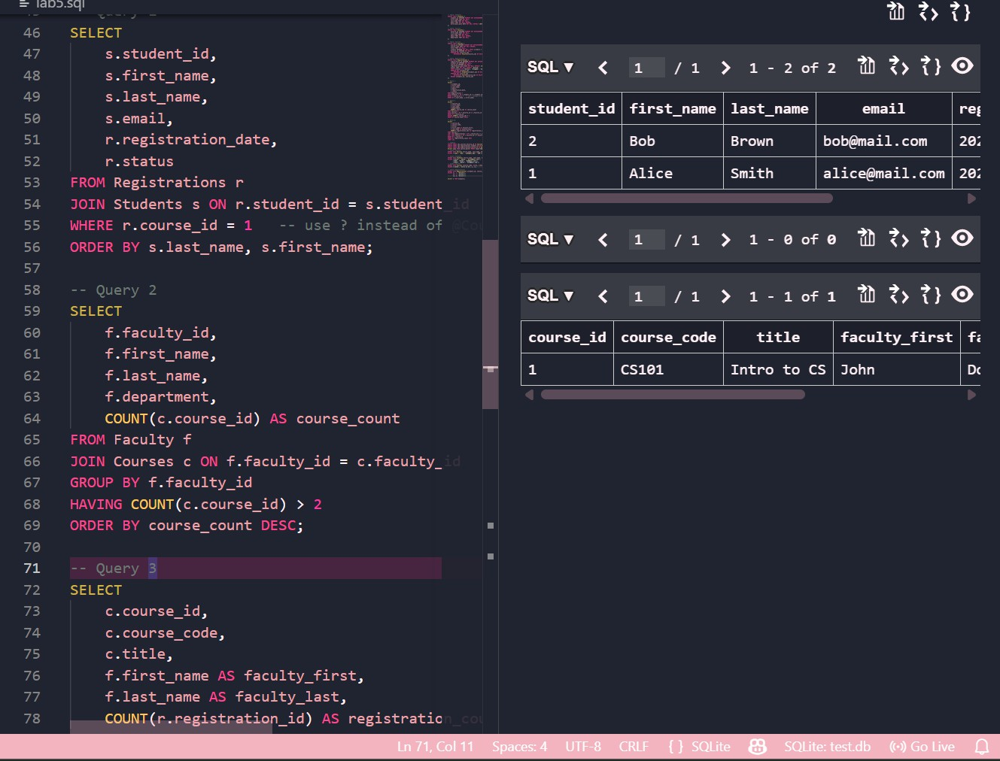 lab5.sql
46 SELECT
47 s.student_id,
48 s.first_name,
49 s.last_name,
50 s.email,
51 r.registration_date,
52 r.status
53 FROM Registrations r
54 JOIN Students s ON r.student_id = s.student_id
55 WHERE r.course_id = 1 -- use ? instead of @Cou
56 ORDER BY s.last_name, s.first_name;
57
58 -- Query 2
59 SELECT
60 f.faculty_id,
61 f.first_name,
62 f.last_name,
63 f.department,
64 COUNT(c.course_id) AS course_count
65 FROM Faculty f
66 JOIN Courses c ON f.faculty_id = c.faculty_id
67 GROUP BY f.faculty_id
68 HAVING COUNT(c.course_id) > 2
69 ORDER BY course_count DESC;
70
71 -- Query 3
72 SELECT
73 c.course_id,
74 c.course_code,
75 c.title,
76 f.first_name AS faculty_first,
77 f.last_name AS faculty_last,
78 COUNT(r.registration_id) AS registration_cou
SQL ▼ < 1 / 1 > 1 - 2 of 2
student_id first_name last_name email reg
2 Bob Brown bob@mail.com 202
1 Alice Smith alice@mail.com 202
SQL ▼ < 1 / 1 > 1 - 0 of 0
SQL ▼ < 1 / 1 > 1 - 1 of 1
course_id course_code title faculty_first fa
1 CS101 Intro to CS John Do
Ln 71, Col 11 Spaces: 4 UTF-8 CRLF { } SQLite SQLite: test.db Go Live